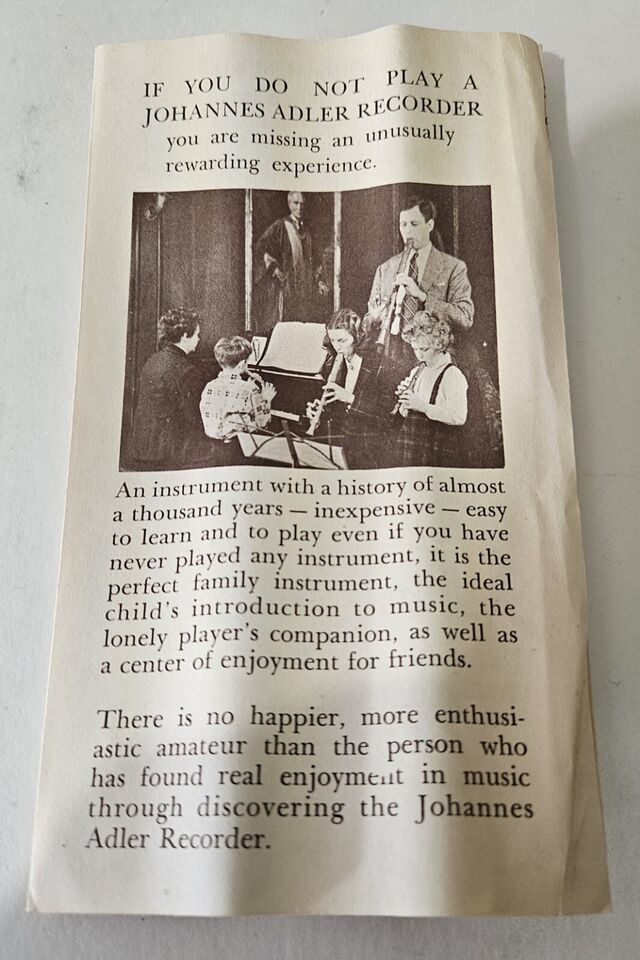 IF YOU DO NOT PLAY A
JOHANNES ADLER RECORDER
you are missing an unusually
rewarding experience.
An instrument with a history of almost
a thousand years — inexpensive — easy
to learn and to play even if you have
never played any instrument, it is the
perfect family instrument, the ideal
child's introduction to music, the
lonely player's companion, as well as
a center of enjoyment for friends.
There is no happier, more enthusi-
astic amateur than the person who
has found real enjoyment in music
through discovering the Johannes
Adler Recorder.